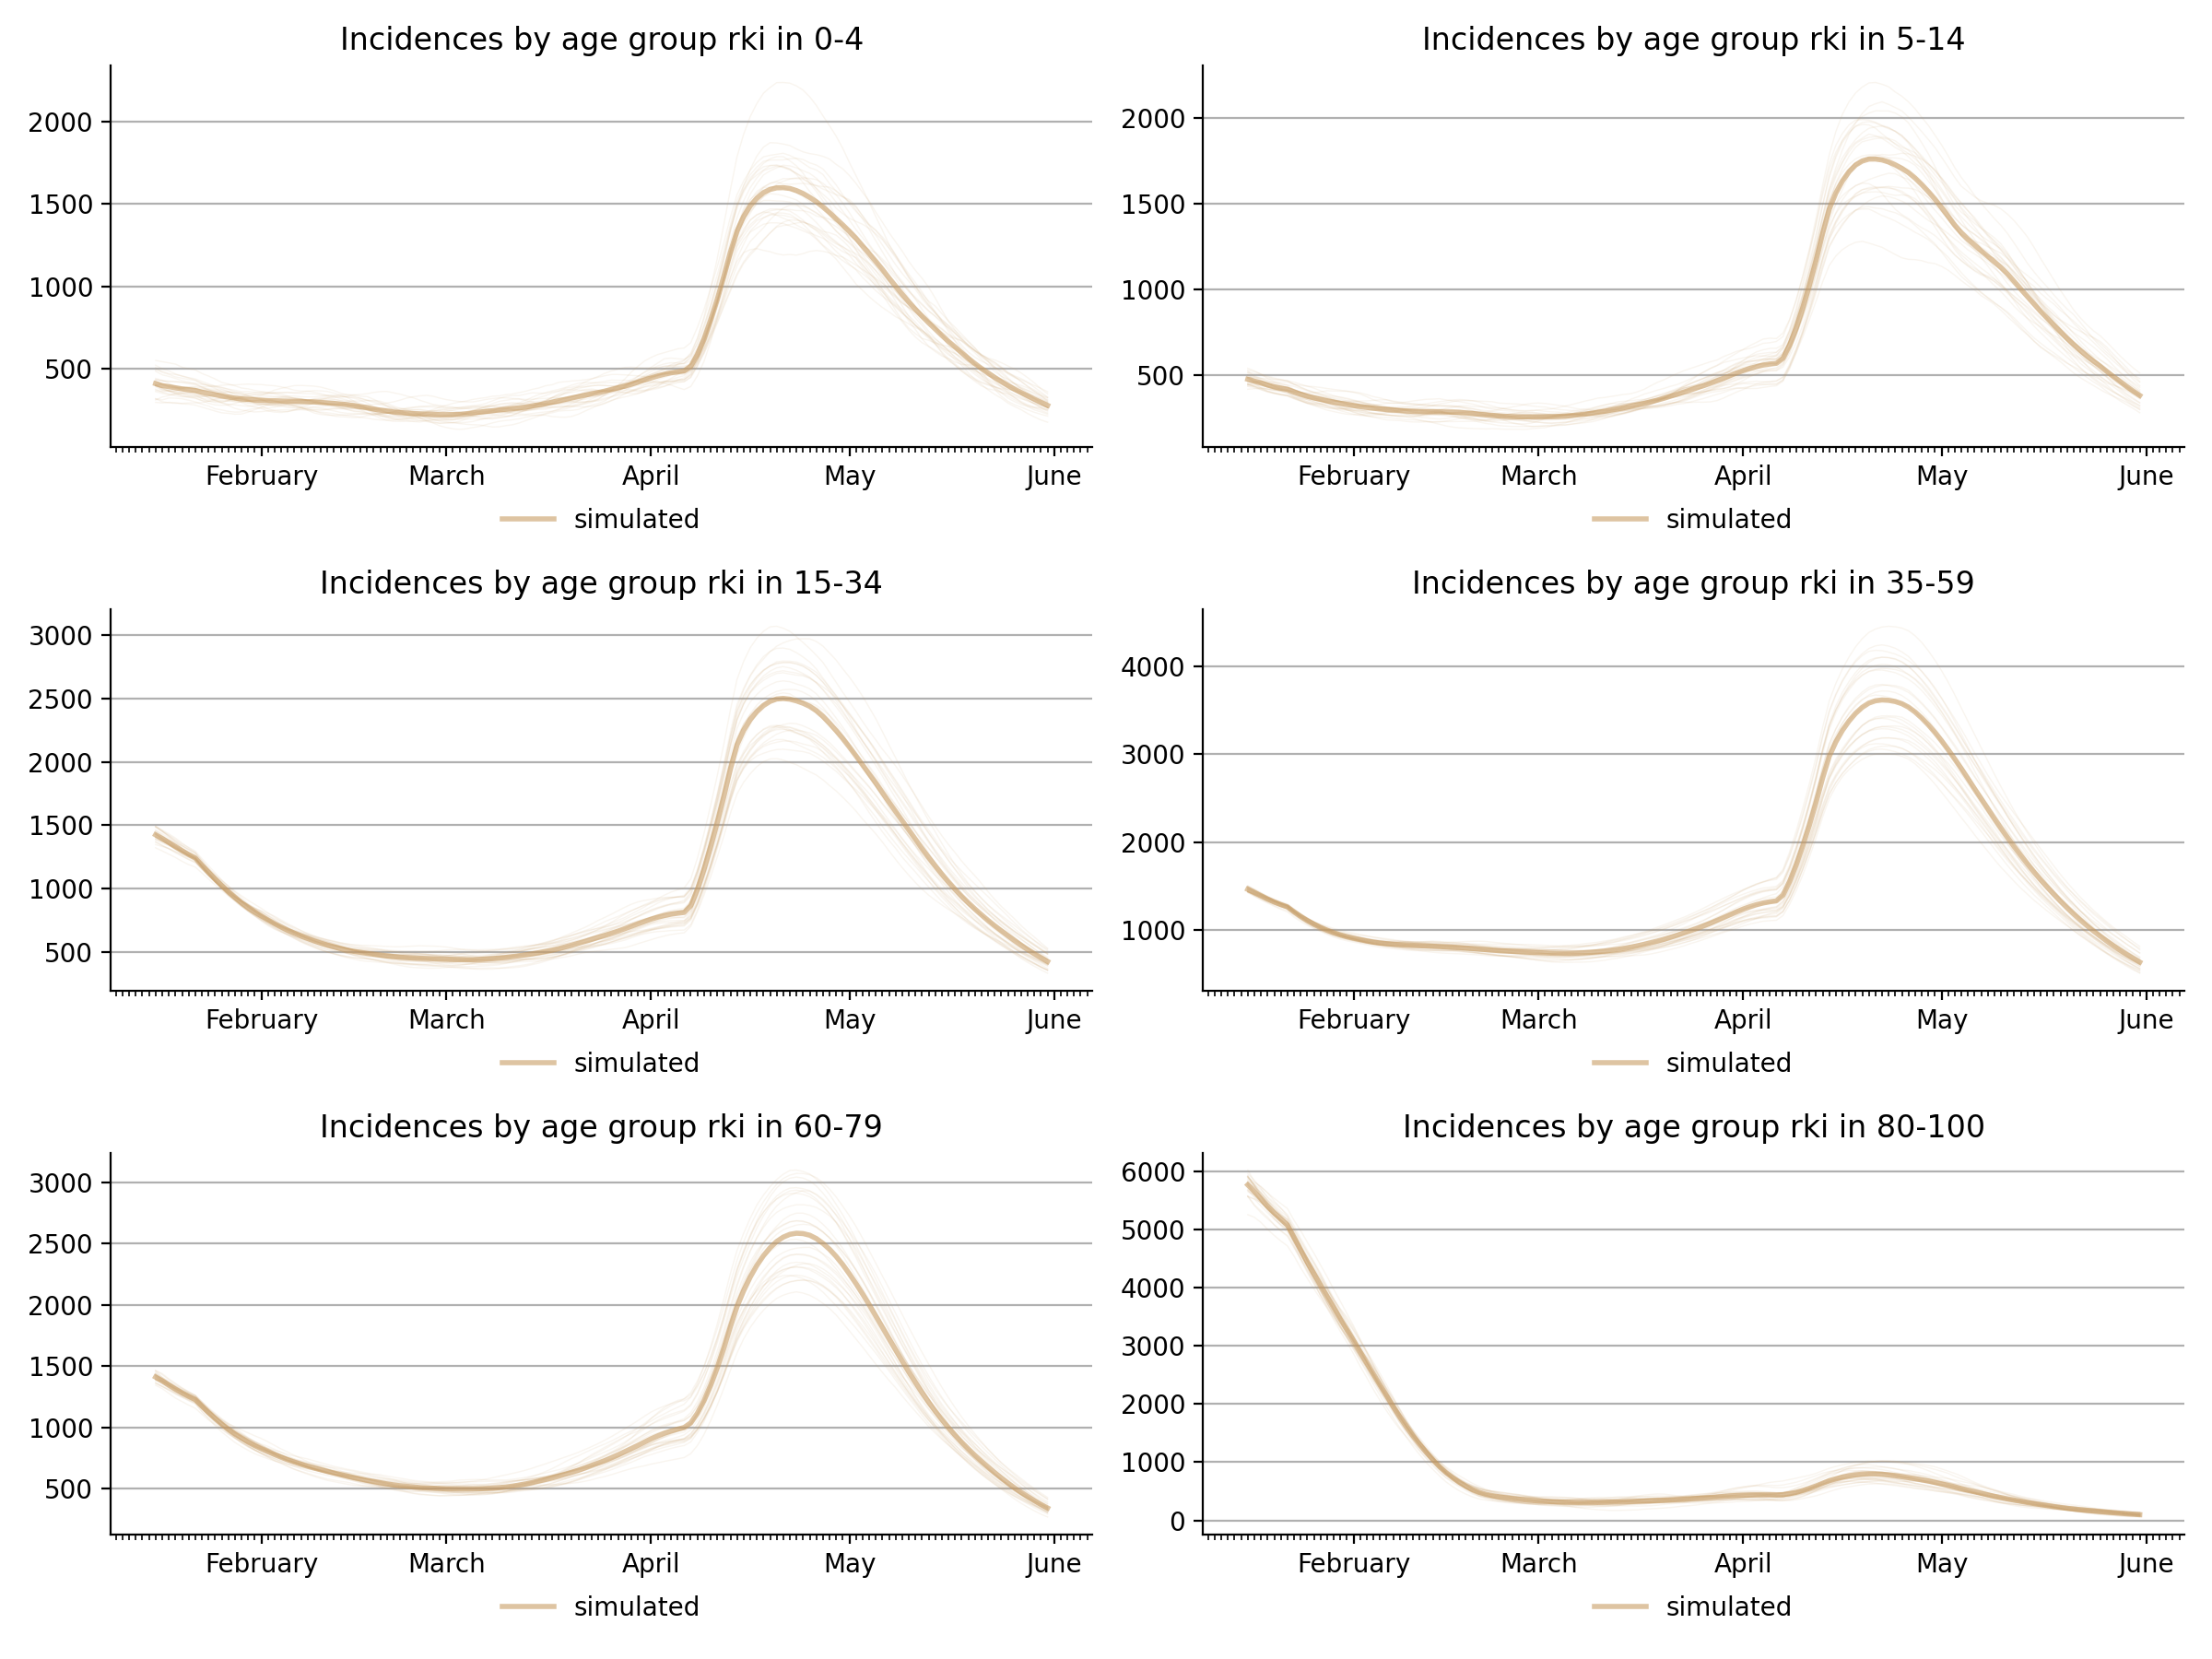 Incidences by age group rki in 0-4
2000
1500
1000
500
February March April May June
simulated
Incidences by age group rki in 5-14
2000
1500
1000
500
February March April May June
simulated
Incidences by age group rki in 15-34
3000
2500
2000
1500
1000
500
February March April May June
simulated
Incidences by age group rki in 35-59
4000
3000
2000
1000
February March April May June
simulated
Incidences by age group rki in 60-79
3000
2500
2000
1500
1000
500
February March April May June
simulated
Incidences by age group rki in 80-100
6000
5000
4000
3000
2000
1000
0
February March April May June
simulated